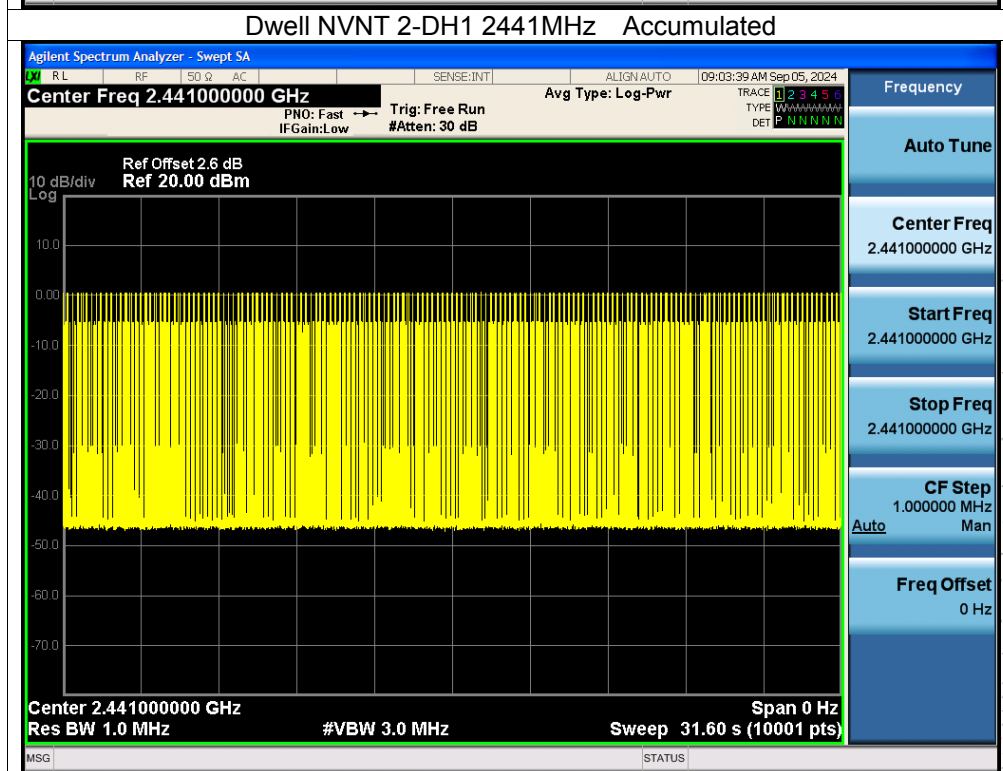 Dwell NVNT 2-DH1 2441MHz Accumulated
Agilent Spectrum Analyzer - Swept SA
LXI RL RF 50 Ω AC SENSE:INT ALIGN AUTO 09:03:39 AM Sep 05, 2024
Center Freq 2.441000000 GHz
PNO: Fast
IFGain:Low
Trig: Free Run
#Atten: 30 dB
Avg Type: Log-Pwr
TRACE 1 2 3 4 5 6
TYPE W
DET P N N N N N
Ref Offset 2.6 dB
Ref 20.00 dBm
10 dB/div
Log
10.0
0.00
-10.0
-20.0
-30.0
-40.0
-50.0
-60.0
-70.0
Center 2.441000000 GHz
Span 0 Hz
Res BW 1.0 MHz
#VBW 3.0 MHz
Sweep 31.60 s (10001 pts)
MSG
STATUS
Frequency
Auto Tune
Center Freq
2.441000000 GHz
Start Freq
2.441000000 GHz
Stop Freq
2.441000000 GHz
CF Step
1.000000 MHz
Auto Man
Freq Offset
0 Hz